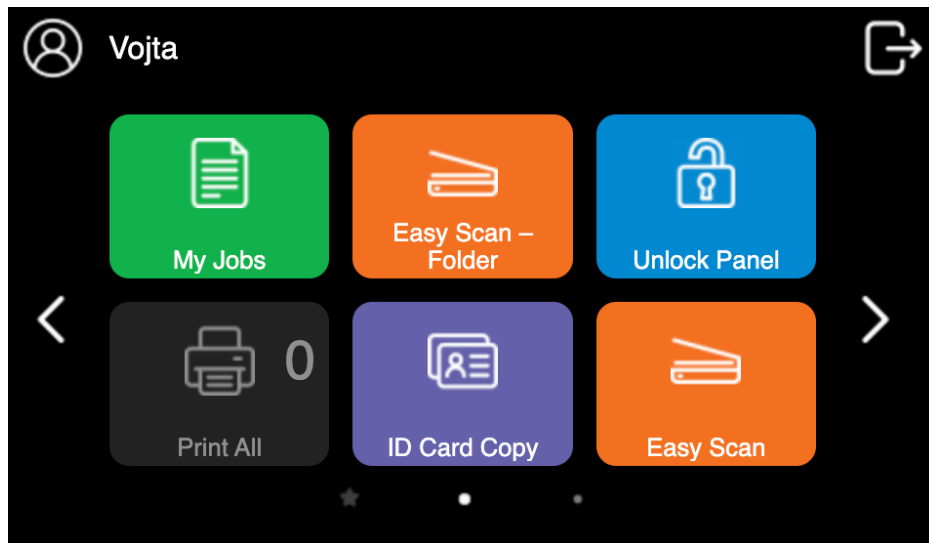 Vojta
My Jobs
Easy Scan –
Folder
Unlock Panel
0
Print All
ID Card Copy
Easy Scan